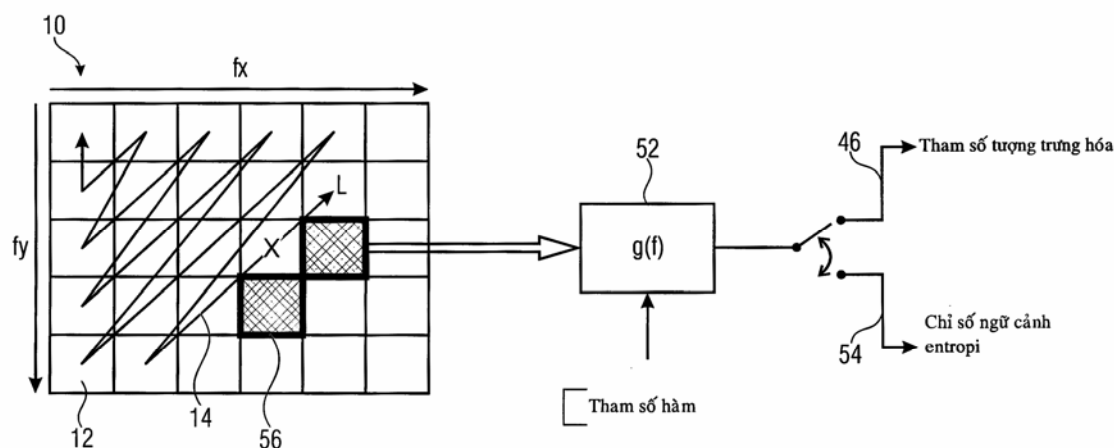 10
fx
fy
L
X
12
14
56
52
g(f)
Tham số hàm
46
Tham số tượng trưng hóa
54
Chỉ số ngữ cảnh
entropi